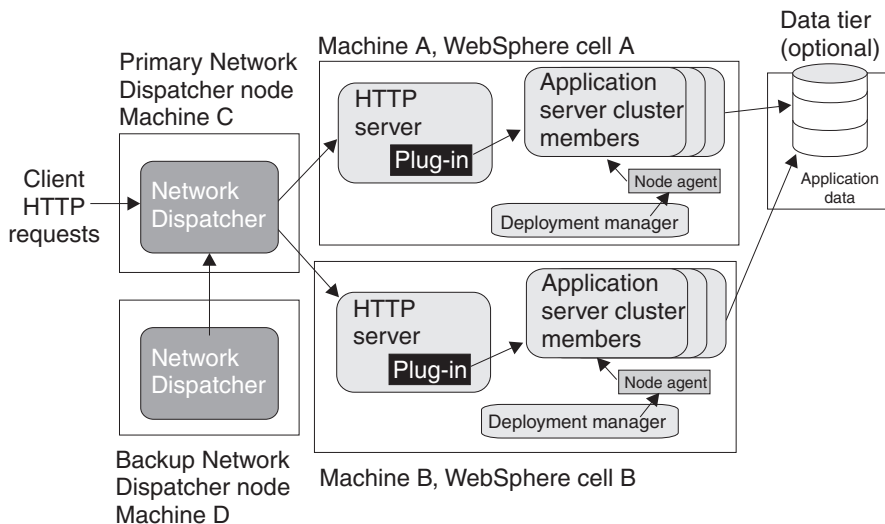 Data tier
(optional)
Machine A, WebSphere cell A
Primary Network
Dispatcher node
Machine C
HTTP
server
Plug-in
Application
server cluster
members
Node agent
Deployment manager
Application
data
Client
HTTP
requests
Network
Dispatcher
Network
Dispatcher
HTTP
server
Plug-in
Application
server cluster
members
Node agent
Deployment manager
Backup Network
Dispatcher node
Machine D
Machine B, WebSphere cell B